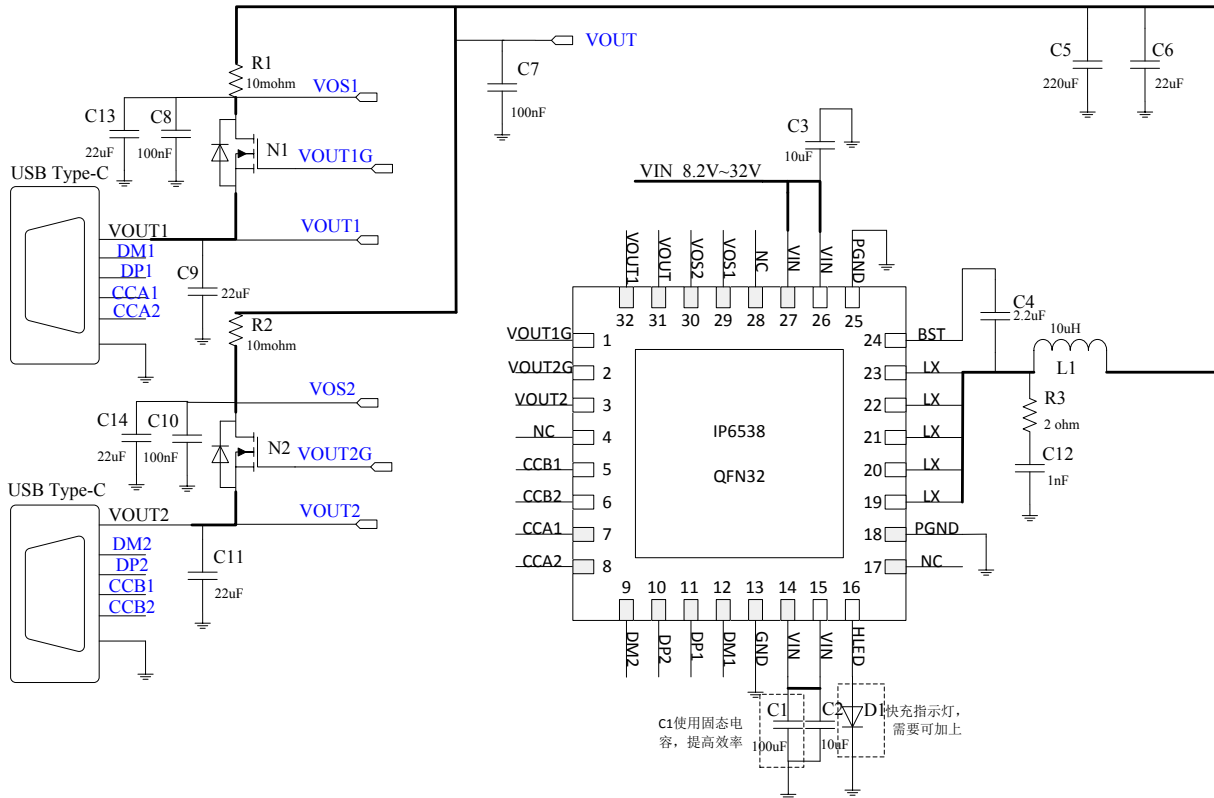 VOUT
R1
10mohm
VOS1
C13
22uF
C8
100nF
N1
VOUT1G
USB Type-C
VOUT1
DM1
DP1
CCA1
CCA2
VOUT1
C9
22uF
R2
10mohm
VOS2
C14
22uF
C10
100nF
N2
VOUT2G
USB Type-C
VOUT2
DM2
DP2
CCB1
CCB2
VOUT2
C11
22uF
C7
100nF
C5
220uF
C6
22uF
C3
10uF
VIN 8.2V~32V
VOUT1
VOUT
VOS2
VOS1
NC
VIN
VIN
PGND
32 31 30 29 28 27 26 25
VOUT1G 1
VOUT2G 2
VOUT2 3
NC 4
CCB1 5
CCB2 6
CCA1 7
CCA2 8
IP6538
QFN32
24 BST
23 LX
22 LX
21 LX
20 LX
19 LX
18 PGND
17 NC
9 10 11 12 13 14 15 16
DM2
DP2
DP1
DM1
GND
VIN
VIN
HLED
C4
2.2uF
10uH
L1
R3
2 ohm
C12
1nF
C1使用固态电
容，提高效率
C1
100uF
C2
10uF
D1
快充指示灯，
需要可加上